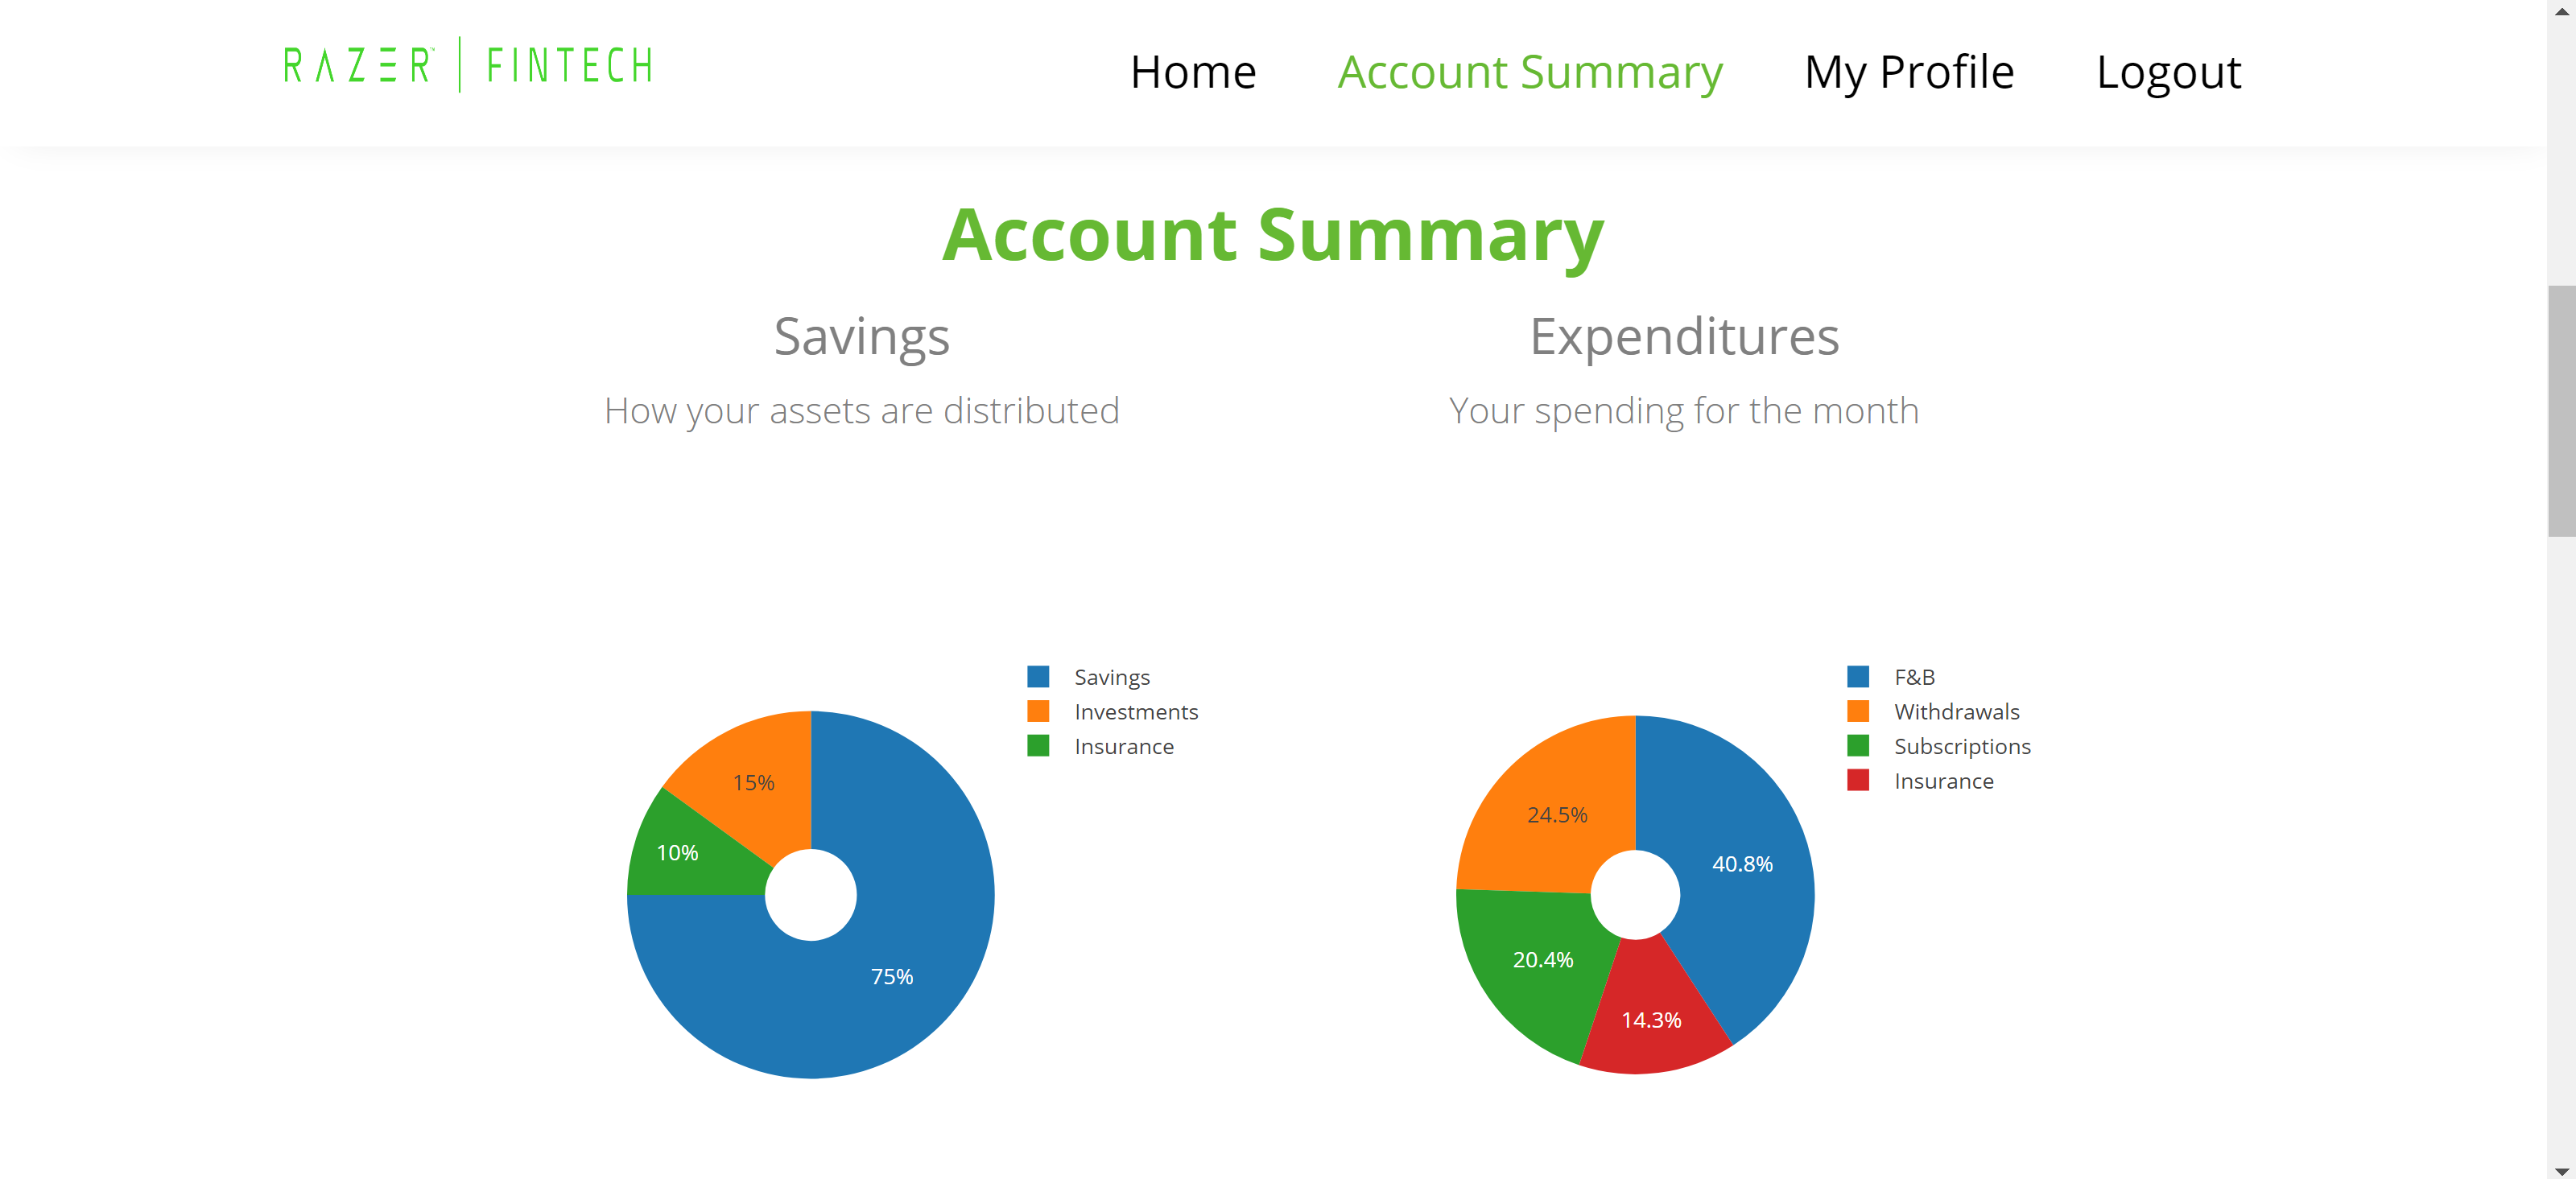 RAZER™ | FINTECH
Home Account Summary My Profile Logout
Account Summary
Savings
How your assets are distributed
Savings
Investments
Insurance
15%
10%
75%
Expenditures
Your spending for the month
F&B
Withdrawals
Subscriptions
Insurance
24.5%
40.8%
20.4%
14.3%